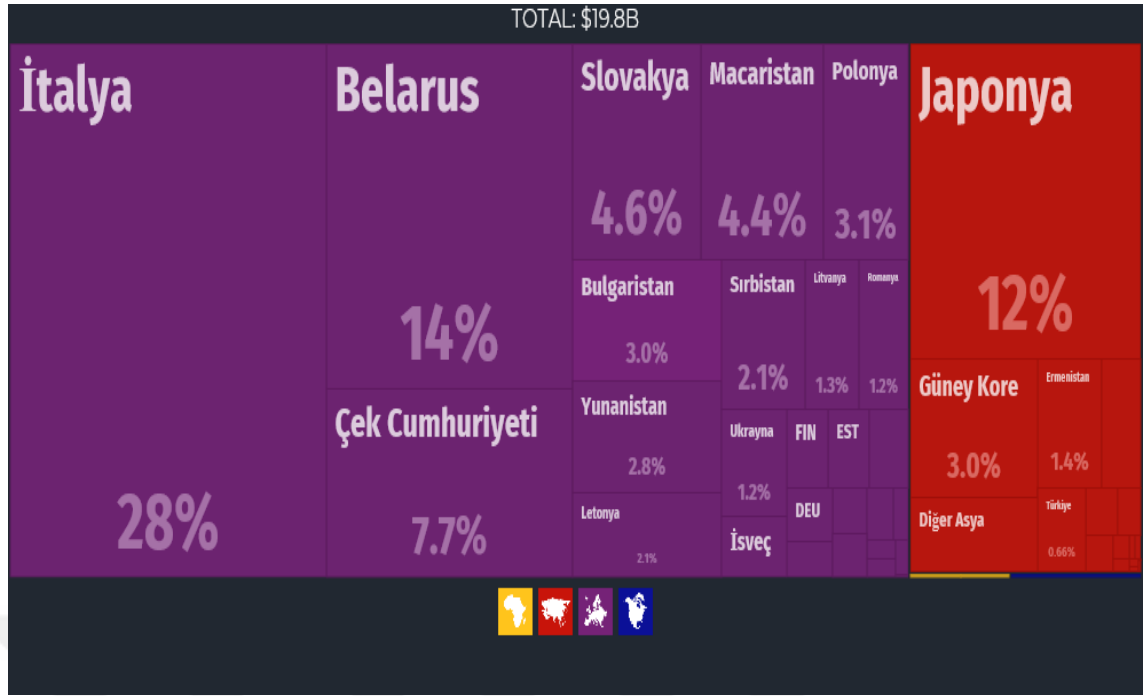 TOTAL: $19.8B
İtalya
28%
Belarus
14%
Çek Cumhuriyeti
7.7%
Slovakya
4.6%
Macaristan
4.4%
Polonya
3.1%
Bulgaristan
3.0%
Yunanistan
2.8%
Letonya
2.1%
Sırbistan
2.1%
Litvanya
1.3%
Romanya
1.2%
Ukrayna
1.2%
FIN
EST
DEU
İsveç
Japonya
12%
Güney Kore
3.0%
Ermenistan
1.4%
Diğer Asya
Türkiye
0.66%